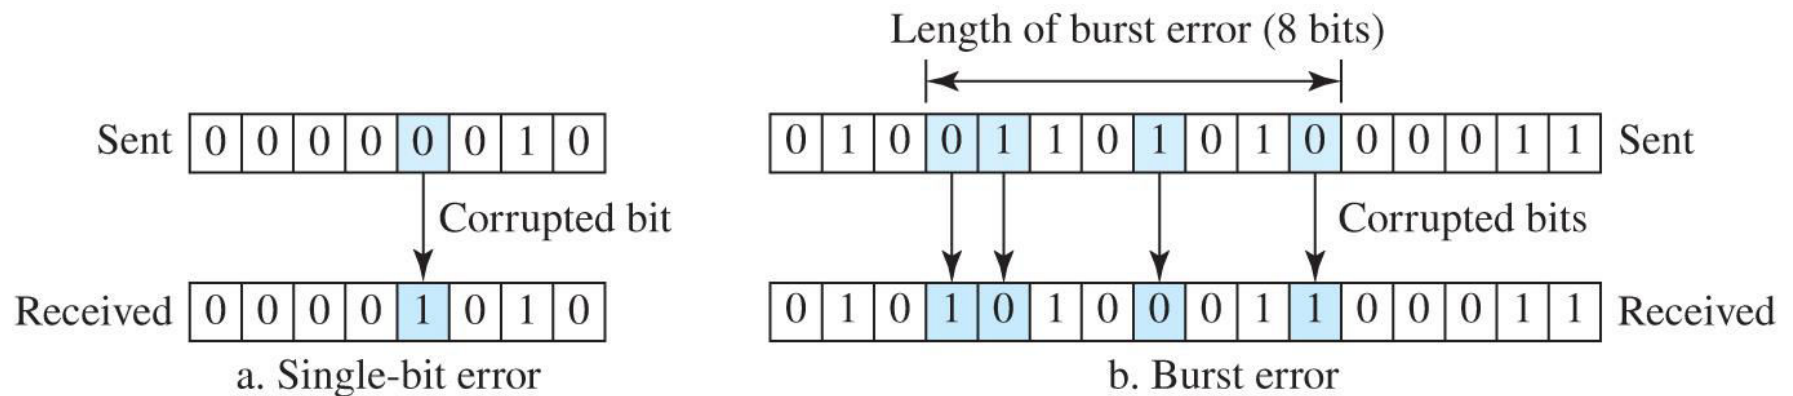 Length of burst error (8 bits)
Sent 0 0 0 0 0 0 1 0
0 1 0 0 1 1 0 1 0 1 0 0 0 0 1 1 Sent
Corrupted bit
Corrupted bits
Received 0 0 0 0 1 0 1 0
0 1 0 1 0 1 0 0 0 1 1 0 0 0 1 1 Received
a. Single-bit error
b. Burst error